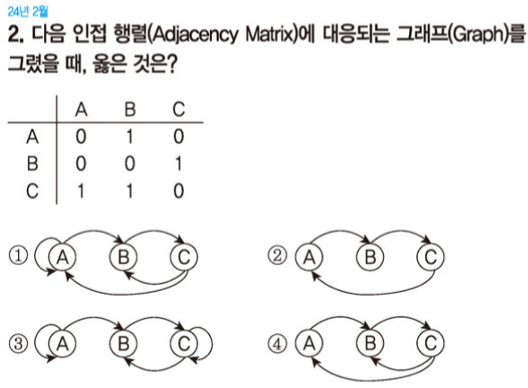 24년 2월
2. 다음 인접 행렬(Adjacency Matrix)에 대응되는 그래프(Graph)를
그렸을 때, 옳은 것은?
A B C
A 0 1 0
B 0 0 1
C 1 1 0
① A B C
② A B C
③ A B C
④ A B C